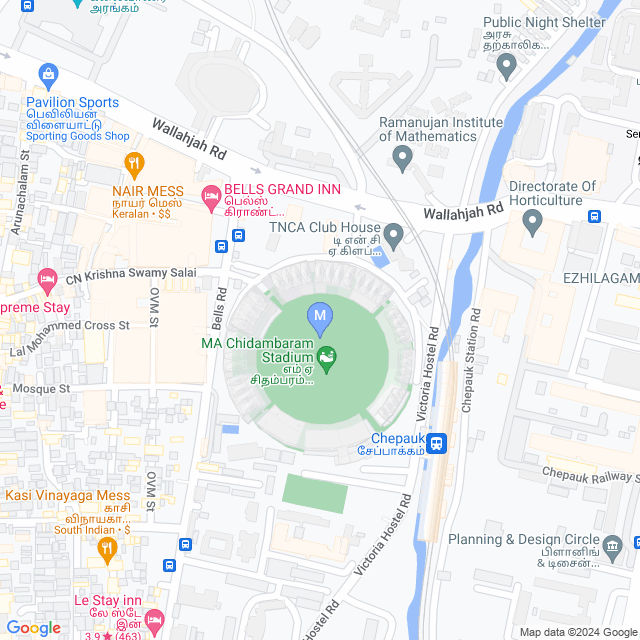 அரங்கம்
Public Night Shelter
அரசு
தற்காலிக...
Pavilion Sports
பெவிலியன்
விளையாட்டு
Sporting Goods Shop
Wallahjah Rd
Ramanujan Institute
of Mathematics
Arunachalam St
NAIR MESS
நாயர் மெஸ்
Keralan • $$
BELLS GRAND INN
பெல்ஸ்
கிராண்ட்...
Directorate Of
Horticulture
Wallahjah Rd
TNCA Club House
டி என் சி
ஏ கிளப்...
CN Krishna Swamy Salai
EZHILAGAM
preme Stay
OVM St
Bells Rd
Lal Mohammed Cross St
M
MA Chidambaram
Stadium
எம் ஏ
சிதம்பரம்...
Victoria Hostel Rd
Chepauk Station Rd
Mosque St
Chepauk
சேப்பாக்கம்
OVM St
Chepauk Railway S
Kasi Vinayaga Mess
காசி
விநாயகா...
South Indian • $
Victoria Hostel Rd
Planning & Design Circle
பிளானிங்
& டிசைன்...
Le Stay inn
லே ஸ்டே
இன்
3.9 ★ (463)
Hostel Rd
Google
Map data ©2024 Google